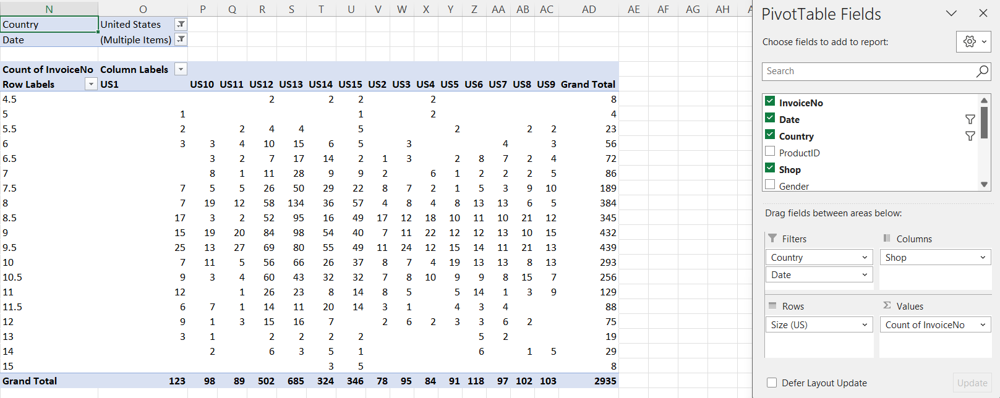 N O P Q R S T U V W X Y Z AA AB AC AD AE AF AG AH
Country United States
Date (Multiple Items)
Count of InvoiceNo Column Labels
Row Labels US1 US10 US11 US12 US13 US14 US15 US2 US3 US4 US5 US6 US7 US8 US9 Grand Total
4.5 2 2 2 2 8
5 1 1 2 4
5.5 2 2 4 4 5 2 2 2 23
6 3 3 4 10 15 6 5 3 4 3 56
6.5 3 2 7 17 14 2 1 3 2 8 7 2 4 72
7 8 1 11 28 9 9 2 6 1 2 2 2 5 86
7.5 7 5 5 26 50 29 22 8 7 2 1 5 3 9 10 189
8 7 19 12 58 134 36 57 4 8 4 8 13 13 6 5 384
8.5 17 3 2 52 95 16 49 17 12 18 10 11 10 21 12 345
9 15 19 20 84 98 54 40 7 11 22 12 12 13 10 15 432
9.5 25 13 27 69 80 55 49 11 24 12 15 14 11 21 13 439
10 7 11 5 56 66 26 37 8 7 4 19 13 13 8 13 293
10.5 9 3 4 60 43 32 32 7 8 10 9 9 8 15 7 256
11 12 1 26 23 8 14 8 5 5 14 1 3 9 129
11.5 6 7 1 14 11 20 14 3 1 4 3 4 88
12 9 1 3 15 16 7 2 6 2 3 3 6 2 75
13 3 1 2 2 2 2 5 2 19
14 2 6 3 5 1 6 1 5 29
15 3 5 8
Grand Total 123 98 89 502 685 324 346 78 95 84 91 118 97 102 103 2935
PivotTable Fields
Choose fields to add to report:
Search
InvoiceNo
Date
Country
ProductID
Shop
Gender
Drag fields between areas below:
Filters
Country
Date
Columns
Shop
Rows
Size (US)
Σ Values
Count of InvoiceNo
Defer Layout Update
Update